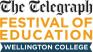 The Telegraph
FESTIVAL OF
EDUCATION
WELLINGTON COLLEGE